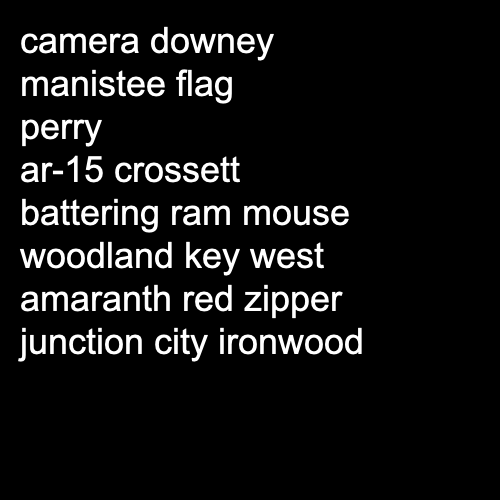 camera downey
manistee flag
perry
ar-15 crossett
battering ram mouse
woodland key west
amaranth red zipper
junction city ironwood